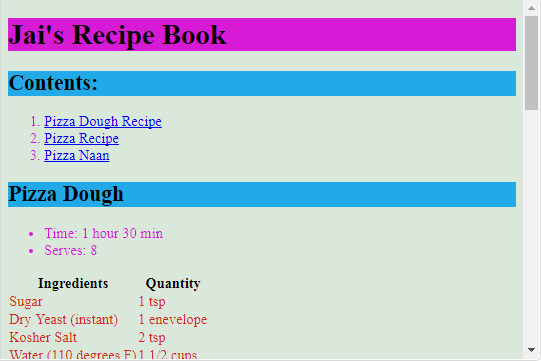 Jai's Recipe Book
Contents:
1. Pizza Dough Recipe
2. Pizza Recipe
3. Pizza Naan
Pizza Dough
• Time: 1 hour 30 min
• Serves: 8
Ingredients Quantity
Sugar 1 tsp
Dry Yeast (instant) 1 enevelope
Kosher Salt 2 tsp
Water (110 degrees F) 1 1/2 cups